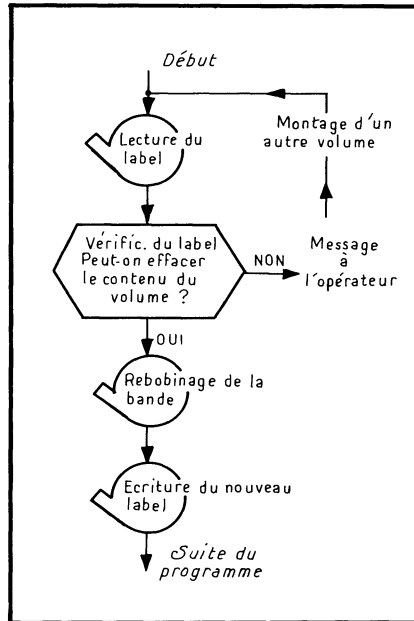 Début
Lecture du
label
Montage d'un
autre volume
Vérific. du label
Peut-on effacer
le contenu du
volume ?
NON
Message
à
l'opérateur
OUI
Rebobinage de la
bande
Ecriture du nouveau
label
Suite du
programme